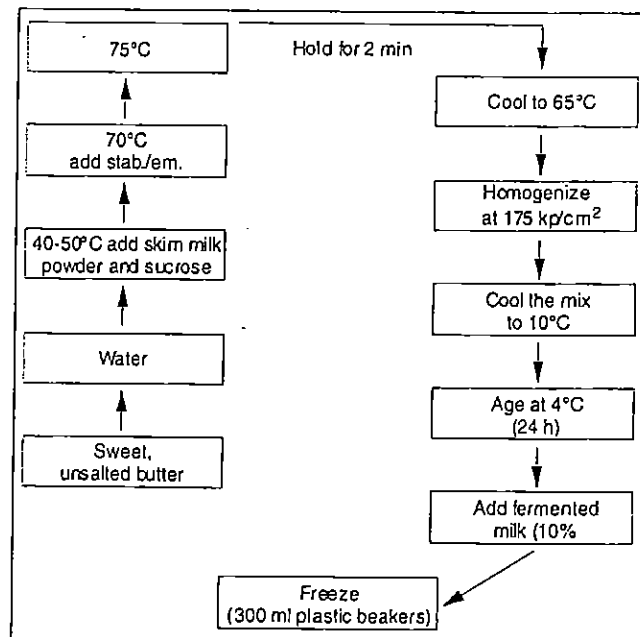 75°C
Hold for 2 min
70°C
add stab./em.
40-50°C add skim milk
powder and sucrose
Water
Sweet,
unsalted butter
Cool to 65°C
Homogenize
at 175 kp/cm²
Cool the mix
to 10°C
Age at 4°C
(24 h)
Add fermented
milk (10%
Freeze
(300 ml plastic beakers)